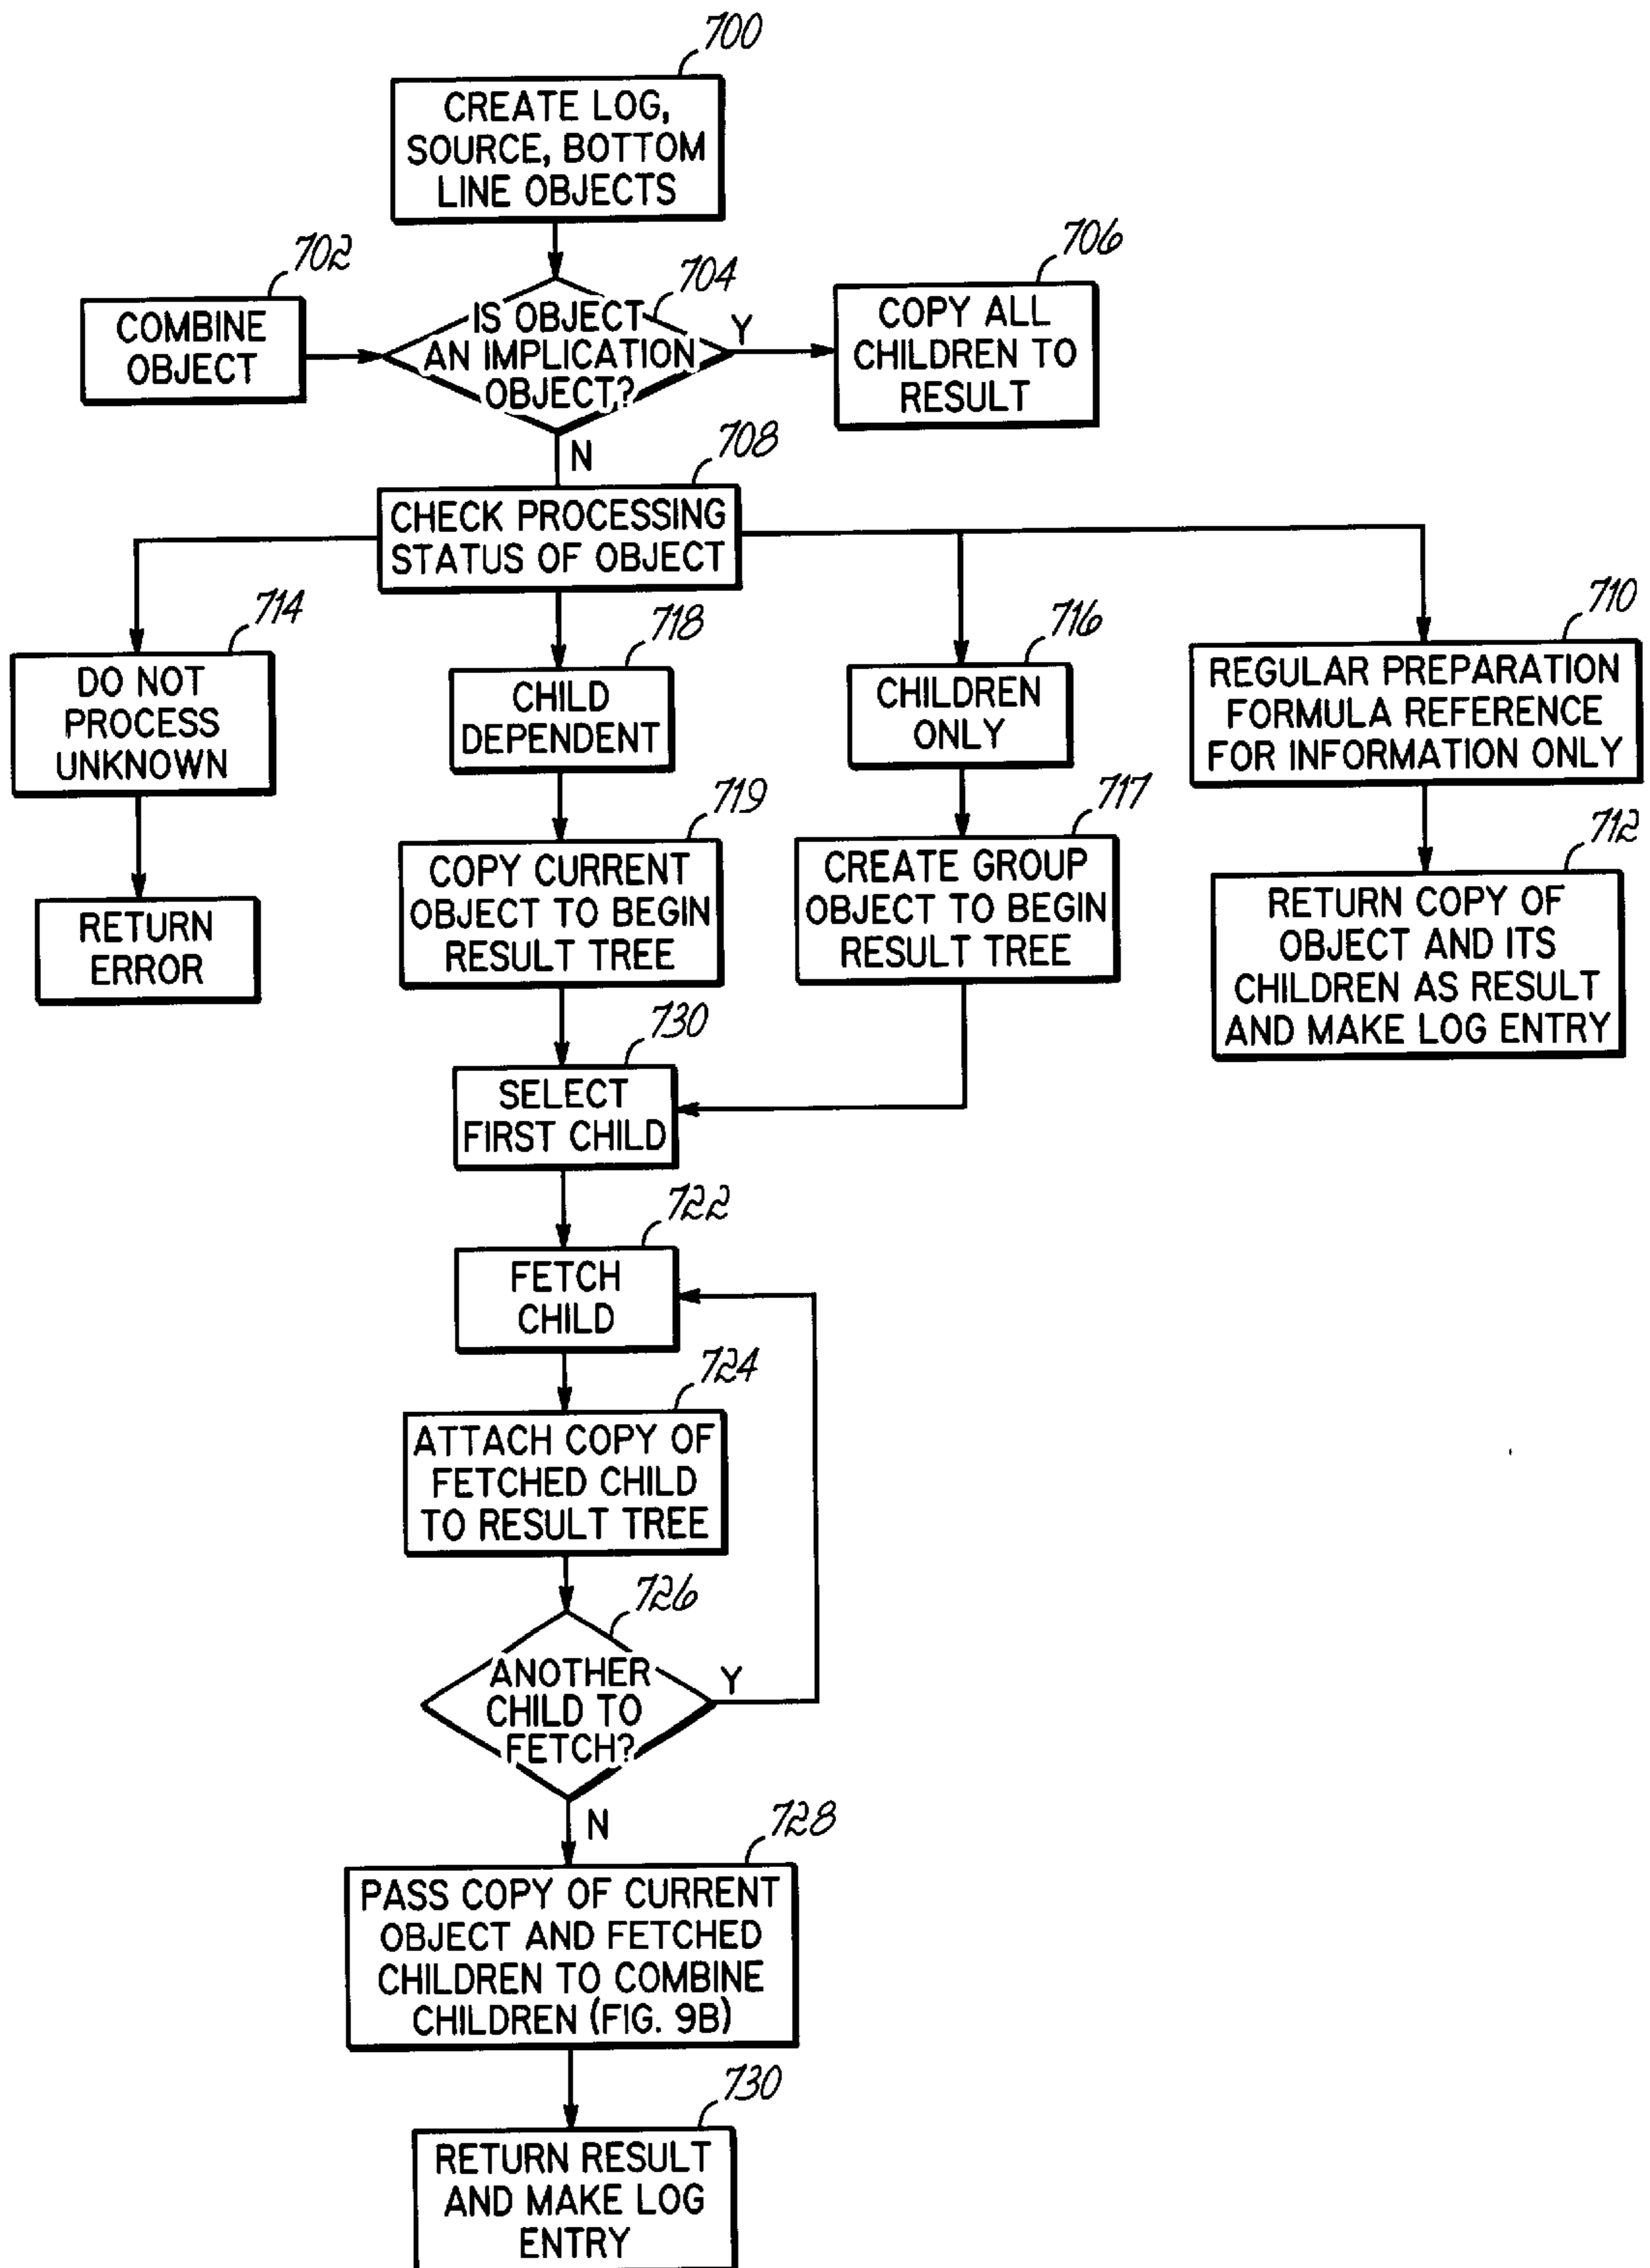 700
CREATE LOG,
SOURCE, BOTTOM
LINE OBJECTS
702
COMBINE
OBJECT
704
IS OBJECT
AN IMPLICATION
OBJECT?
Y
706
COPY ALL
CHILDREN TO
RESULT
N
708
CHECK PROCESSING
STATUS OF OBJECT
714
DO NOT
PROCESS
UNKNOWN
RETURN
ERROR
718
CHILD
DEPENDENT
719
COPY CURRENT
OBJECT TO BEGIN
RESULT TREE
716
CHILDREN
ONLY
717
CREATE GROUP
OBJECT TO BEGIN
RESULT TREE
710
REGULAR PREPARATION
FORMULA REFERENCE
FOR INFORMATION ONLY
712
RETURN COPY OF
OBJECT AND ITS
CHILDREN AS RESULT
AND MAKE LOG ENTRY
730
SELECT
FIRST CHILD
722
FETCH
CHILD
724
ATTACH COPY OF
FETCHED CHILD
TO RESULT TREE
726
ANOTHER
CHILD TO
FETCH?
Y
N
728
PASS COPY OF CURRENT
OBJECT AND FETCHED
CHILDREN TO COMBINE
CHILDREN (FIG. 9B)
730
RETURN RESULT
AND MAKE LOG
ENTRY